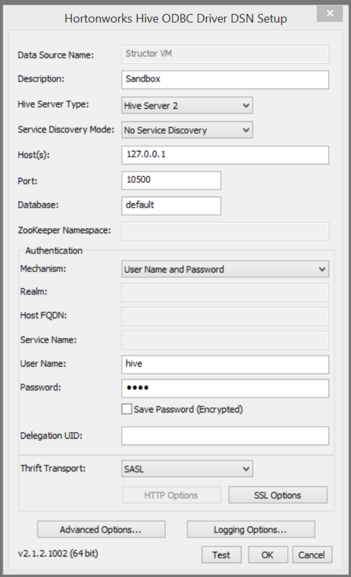 Hortonworks Hive ODBC Driver DSN Setup
Data Source Name: Structor VM
Description: Sandbox
Hive Server Type: Hive Server 2
Service Discovery Mode: No Service Discovery
Host(s): 127.0.0.1
Port: 10500
Database: default
ZooKeeper Namespace:
Authentication
Mechanism: User Name and Password
Realm:
Host FQDN:
Service Name:
User Name: hive
Password: ●●●●
Save Password (Encrypted)
Delegation UID:
Thrift Transport: SASL
HTTP Options SSL Options
Advanced Options... Logging Options...
v2.1.2.1002 (64 bit) Test OK Cancel